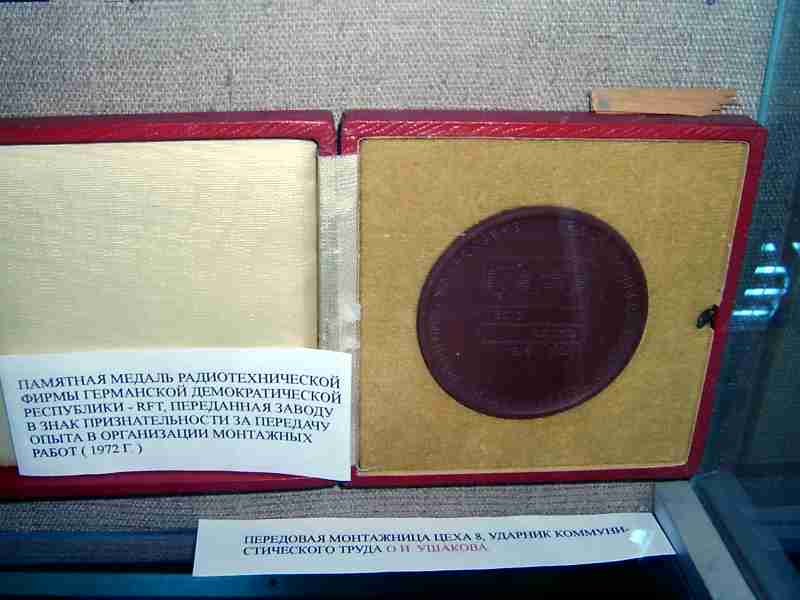 ПАМЯТНАЯ МЕДАЛЬ РАДИОТЕХНИЧЕСКОЙ
ФИРМЫ ГЕРМАНСКОЙ ДЕМОКРАТИЧЕСКОЙ
РЕСПУБЛИКИ - RFT, ПЕРЕДАННАЯ ЗАВОДУ
В ЗНАК ПРИЗНАТЕЛЬНОСТИ ЗА ПЕРЕДАЧУ
ОПЫТА В ОРГАНИЗАЦИИ МОНТАЖНЫХ
РАБОТ ( 1972 Г. )
ПЕРЕДОВАЯ МОНТАЖНИЦА ЦЕХА 8, УДАРНИК КОММУНИ-
СТИЧЕСКОГО ТРУДА О.И. УШАКОВА.